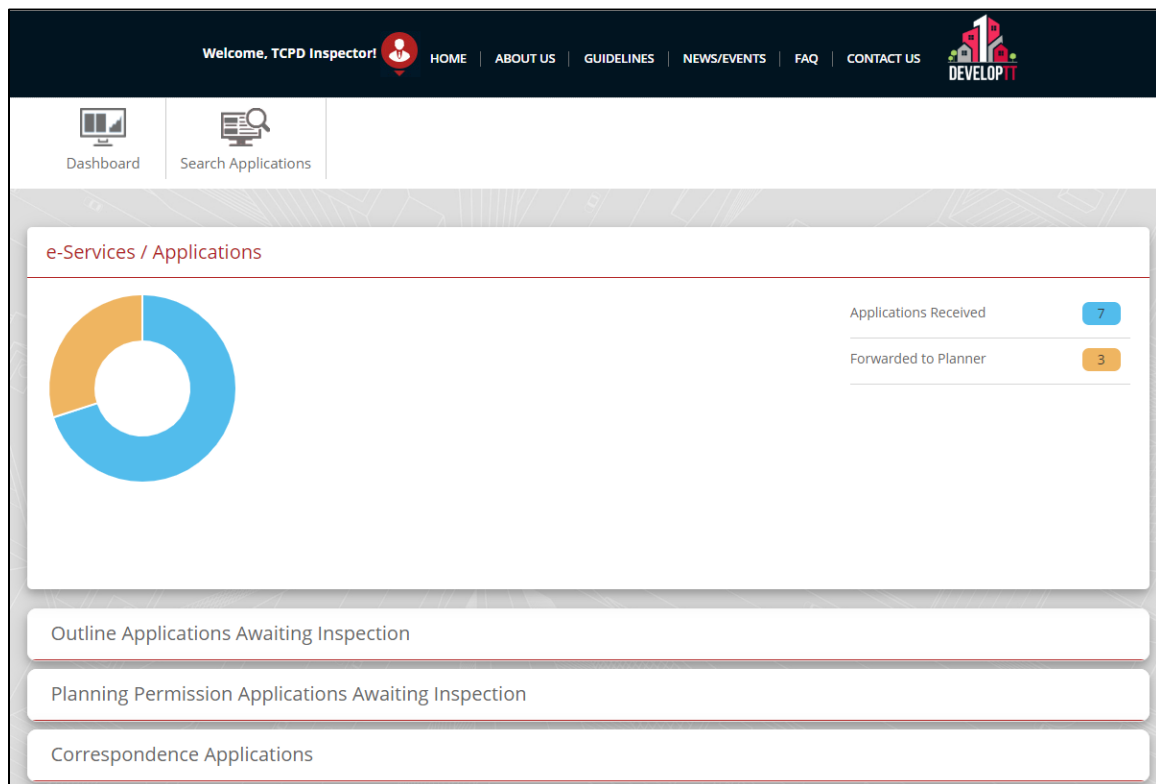 Welcome, TCPD Inspector!
HOME
ABOUT US
GUIDELINES
NEWS/EVENTS
FAQ
CONTACT US
DEVELOPTT
Dashboard
Search Applications
e-Services / Applications
Applications Received 7
Forwarded to Planner 3
Outline Applications Awaiting Inspection
Planning Permission Applications Awaiting Inspection
Correspondence Applications